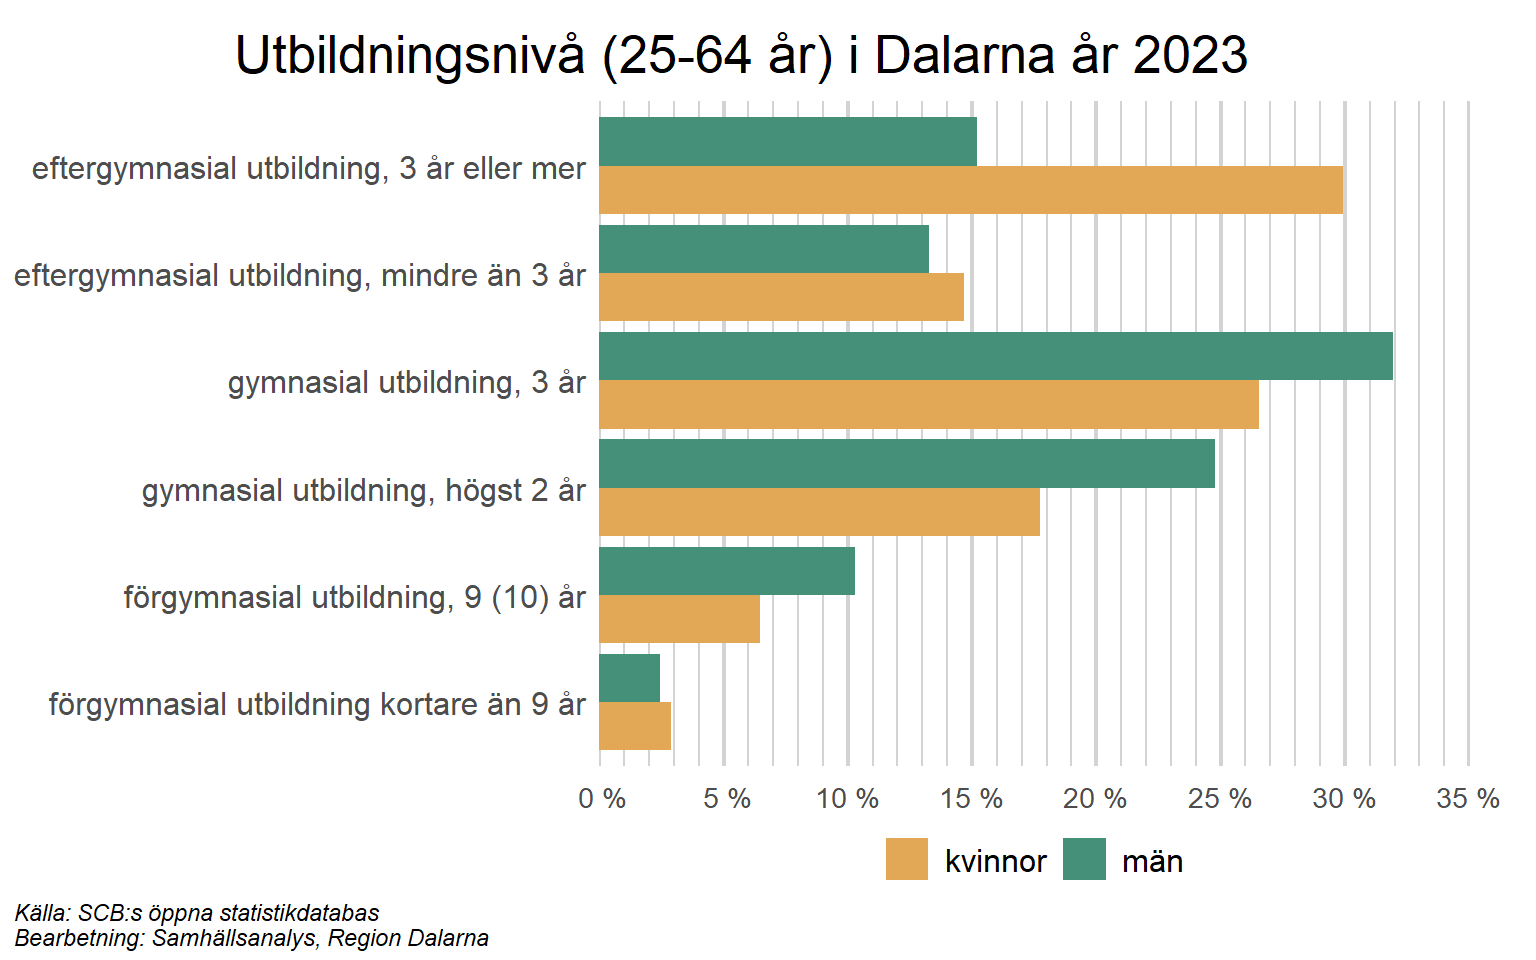 Utbildningsnivå (25-64 år) i Dalarna år 2023
eftergymnasial utbildning, 3 år eller mer
eftergymnasial utbildning, mindre än 3 år
gymnasial utbildning, 3 år
gymnasial utbildning, högst 2 år
förgymnasial utbildning, 9 (10) år
förgymnasial utbildning kortare än 9 år
0 % 5 % 10 % 15 % 20 % 25 % 30 % 35 %
kvinnor män
Källa: SCB:s öppna statistikdatabas
Bearbetning: Samhällsanalys, Region Dalarna